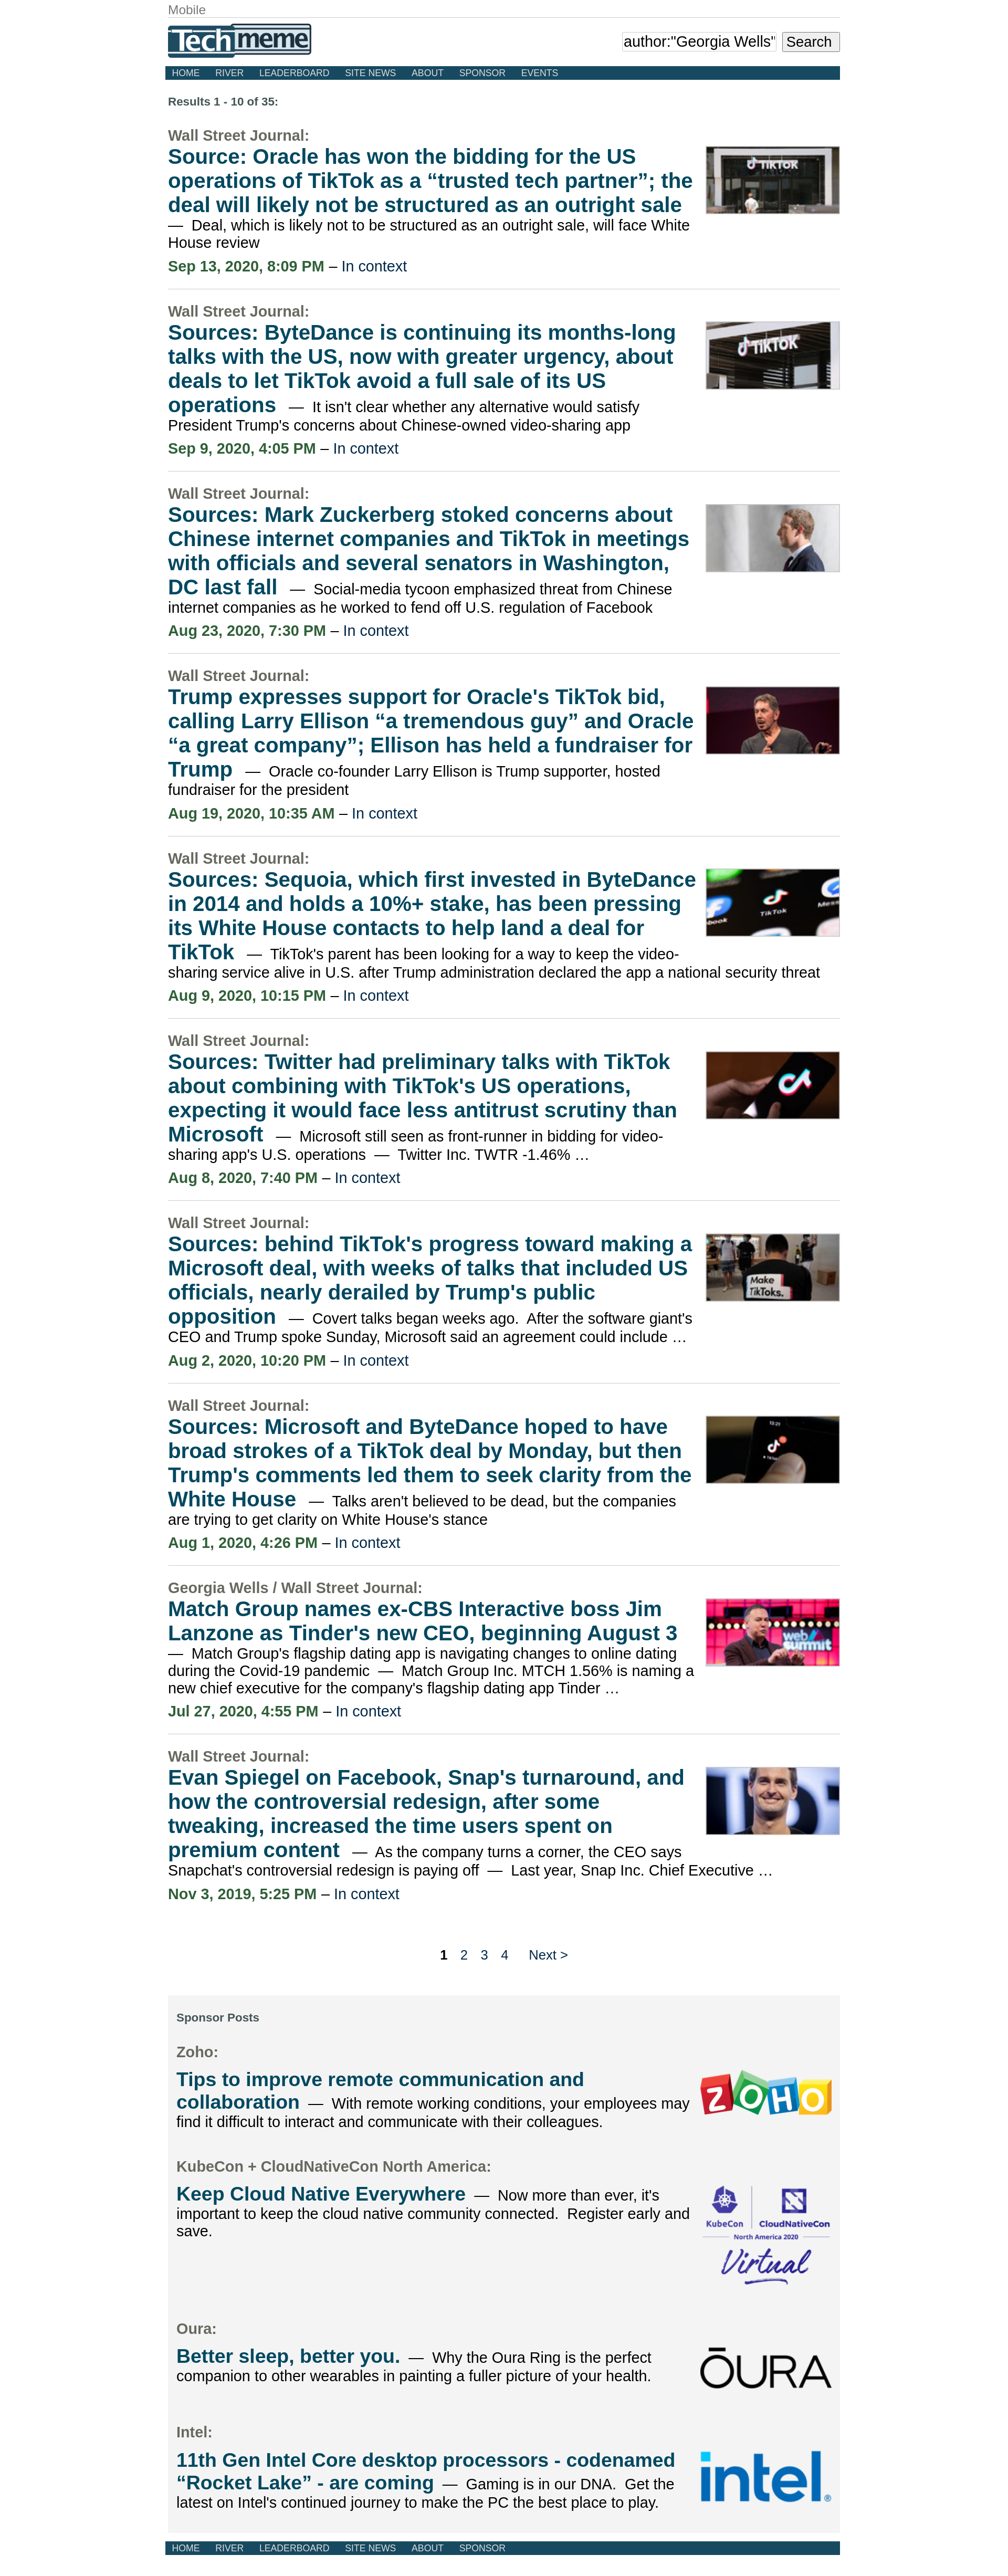 Mobile
Techmeme
author:"Georgia Wells"
Search
HOME RIVER LEADERBOARD SITE NEWS ABOUT SPONSOR EVENTS
Results 1 - 10 of 35:
Wall Street Journal:
Source: Oracle has won the bidding for the US
operations of TikTok as a “trusted tech partner”; the
deal will likely not be structured as an outright sale
— Deal, which is likely not to be structured as an outright sale, will face White
House review
Sep 13, 2020, 8:09 PM – In context
TIKTOK
Wall Street Journal:
Sources: ByteDance is continuing its months-long
talks with the US, now with greater urgency, about
deals to let TikTok avoid a full sale of its US
operations — It isn't clear whether any alternative would satisfy
President Trump's concerns about Chinese-owned video-sharing app
Sep 9, 2020, 4:05 PM – In context
TIKTOK
Wall Street Journal:
Sources: Mark Zuckerberg stoked concerns about
Chinese internet companies and TikTok in meetings
with officials and several senators in Washington,
DC last fall — Social-media tycoon emphasized threat from Chinese
internet companies as he worked to fend off U.S. regulation of Facebook
Aug 23, 2020, 7:30 PM – In context
Wall Street Journal:
Trump expresses support for Oracle's TikTok bid,
calling Larry Ellison “a tremendous guy” and Oracle
“a great company”; Ellison has held a fundraiser for
Trump — Oracle co-founder Larry Ellison is Trump supporter, hosted
fundraiser for the president
Aug 19, 2020, 10:35 AM – In context
Wall Street Journal:
Sources: Sequoia, which first invested in ByteDance
in 2014 and holds a 10%+ stake, has been pressing
its White House contacts to help land a deal for
TikTok — TikTok's parent has been looking for a way to keep the video-
sharing service alive in U.S. after Trump administration declared the app a national security threat
Aug 9, 2020, 10:15 PM – In context
TikTok
Wall Street Journal:
Sources: Twitter had preliminary talks with TikTok
about combining with TikTok's US operations,
expecting it would face less antitrust scrutiny than
Microsoft — Microsoft still seen as front-runner in bidding for video-
sharing app's U.S. operations — Twitter Inc. TWTR -1.46% …
Aug 8, 2020, 7:40 PM – In context
Wall Street Journal:
Sources: behind TikTok's progress toward making a
Microsoft deal, with weeks of talks that included US
officials, nearly derailed by Trump's public
opposition — Covert talks began weeks ago. After the software giant's
CEO and Trump spoke Sunday, Microsoft said an agreement could include …
Aug 2, 2020, 10:20 PM – In context
Make
TikToks.
Wall Street Journal:
Sources: Microsoft and ByteDance hoped to have
broad strokes of a TikTok deal by Monday, but then
Trump's comments led them to seek clarity from the
White House — Talks aren't believed to be dead, but the companies
are trying to get clarity on White House's stance
Aug 1, 2020, 4:26 PM – In context
Georgia Wells / Wall Street Journal:
Match Group names ex-CBS Interactive boss Jim
Lanzone as Tinder's new CEO, beginning August 3
— Match Group's flagship dating app is navigating changes to online dating
during the Covid-19 pandemic — Match Group Inc. MTCH 1.56% is naming a
new chief executive for the company's flagship dating app Tinder …
Jul 27, 2020, 4:55 PM – In context
web
summit
Wall Street Journal:
Evan Spiegel on Facebook, Snap's turnaround, and
how the controversial redesign, after some
tweaking, increased the time users spent on
premium content — As the company turns a corner, the CEO says
Snapchat's controversial redesign is paying off — Last year, Snap Inc. Chief Executive …
Nov 3, 2019, 5:25 PM – In context
1 2 3 4 Next >
Sponsor Posts
Zoho:
Tips to improve remote communication and
collaboration — With remote working conditions, your employees may
find it difficult to interact and communicate with their colleagues.
ZOHO
KubeCon + CloudNativeCon North America:
Keep Cloud Native Everywhere — Now more than ever, it's
important to keep the cloud native community connected. Register early and
save.
KubeCon CloudNativeCon
North America 2020
Virtual
Oura:
Better sleep, better you. — Why the Oura Ring is the perfect
companion to other wearables in painting a fuller picture of your health.
ŌURA
Intel:
11th Gen Intel Core desktop processors - codenamed
“Rocket Lake” - are coming — Gaming is in our DNA. Get the
latest on Intel's continued journey to make the PC the best place to play.
intel®
HOME RIVER LEADERBOARD SITE NEWS ABOUT SPONSOR